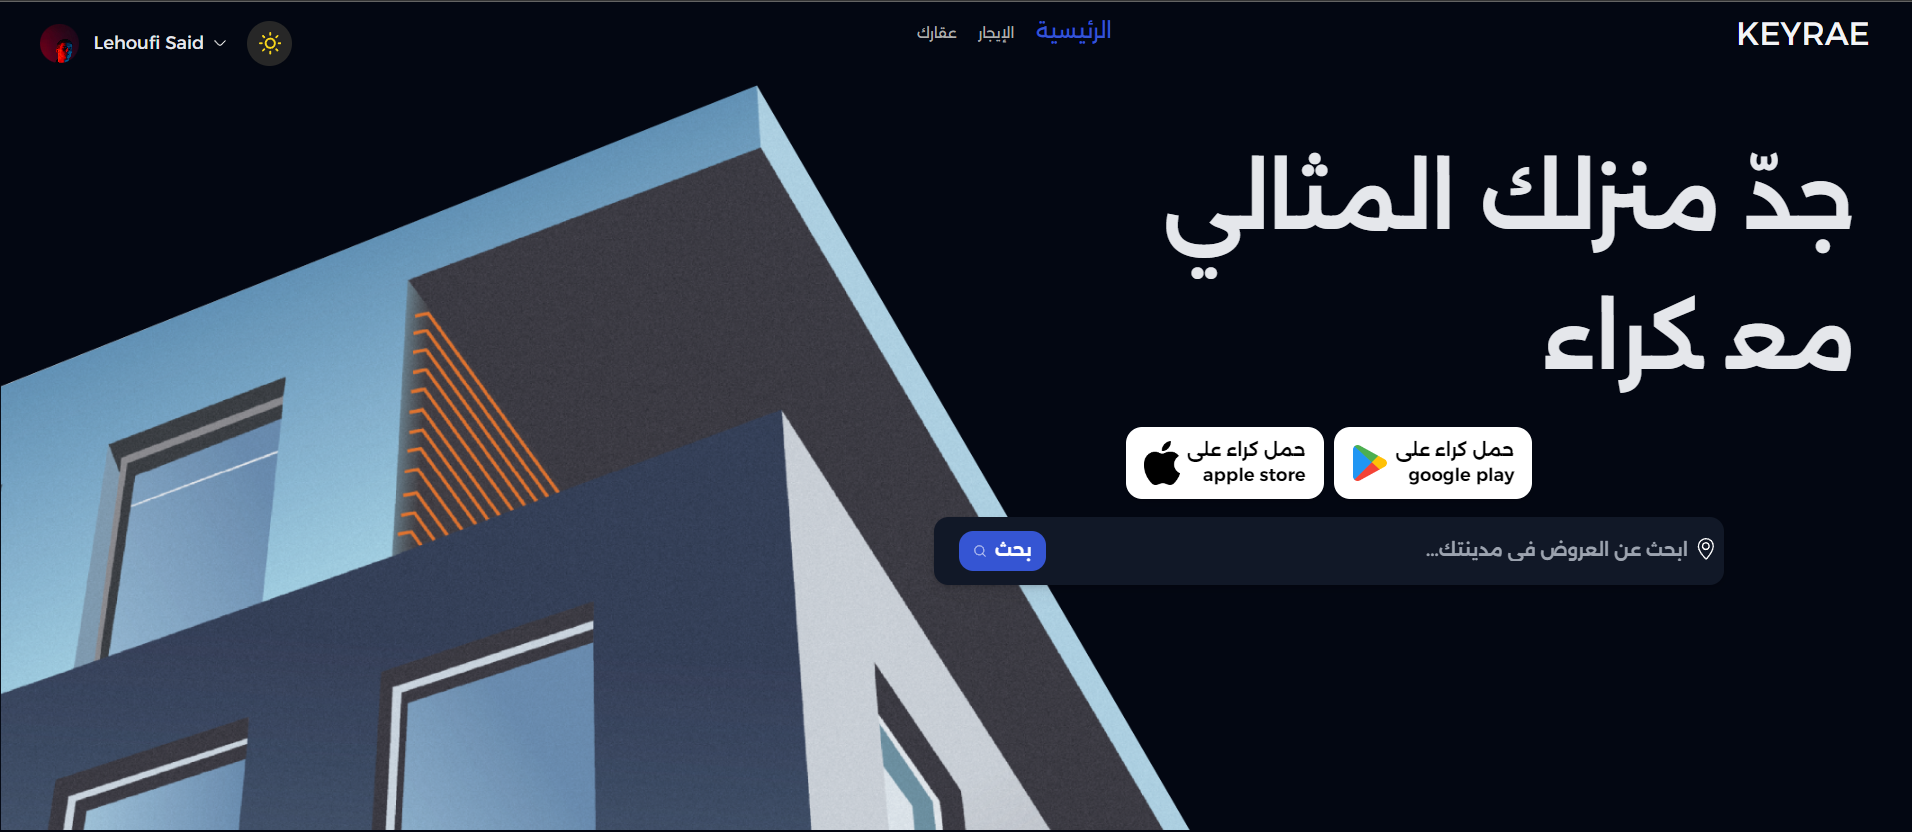 KEYRAE
الرئيسية
الإيجار
عقارك
Lehoufi Said
جدّ منزلك المثالي
مع كراء
حمل كراء على
google play
حمل كراء على
apple store
ابحث عن العروض في مدينتك...
بحث